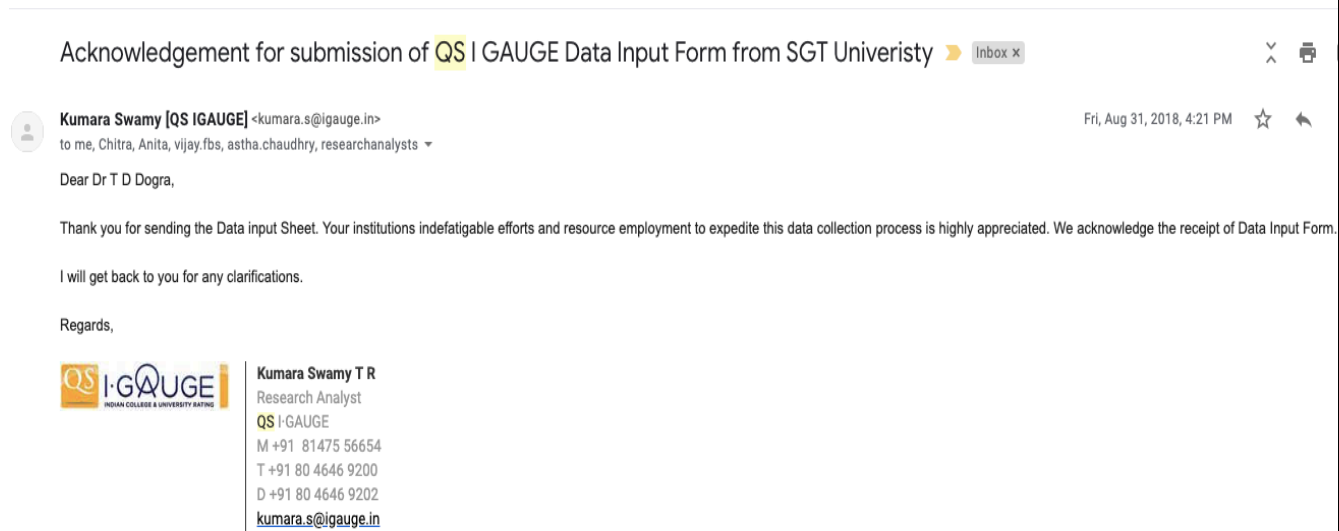 Acknowledgement for submission of QS I GAUGE Data Input Form from SGT Univeristy Inbox x
Kumara Swamy [QS IGAUGE] <kumara.s@igauge.in> Fri, Aug 31, 2018, 4:21 PM
to me, Chitra, Anita, vijay.fbs, astha.chaudhry, researchanalysts
Dear Dr T D Dogra,
Thank you for sending the Data input Sheet. Your institutions indefatigable efforts and resource employment to expedite this data collection process is highly appreciated. We acknowledge the receipt of Data Input Form.
I will get back to you for any clarifications.
Regards,
QS I·GAUGE
INDIAN COLLEGE & UNIVERSITY RATING
Kumara Swamy T R
Research Analyst
QS I·GAUGE
M +91 81475 56654
T +91 80 4646 9200
D +91 80 4646 9202
kumara.s@igauge.in